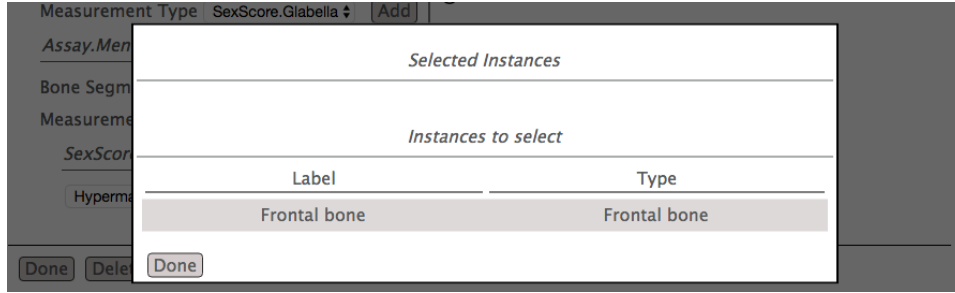 Measurement Type SexScore.Glabella Add
Assay.Men
Selected Instances
Bone Segm
Measureme
Instances to select
SexScor
Label Type
Hyperma
Frontal bone Frontal bone
Done Delet
Done